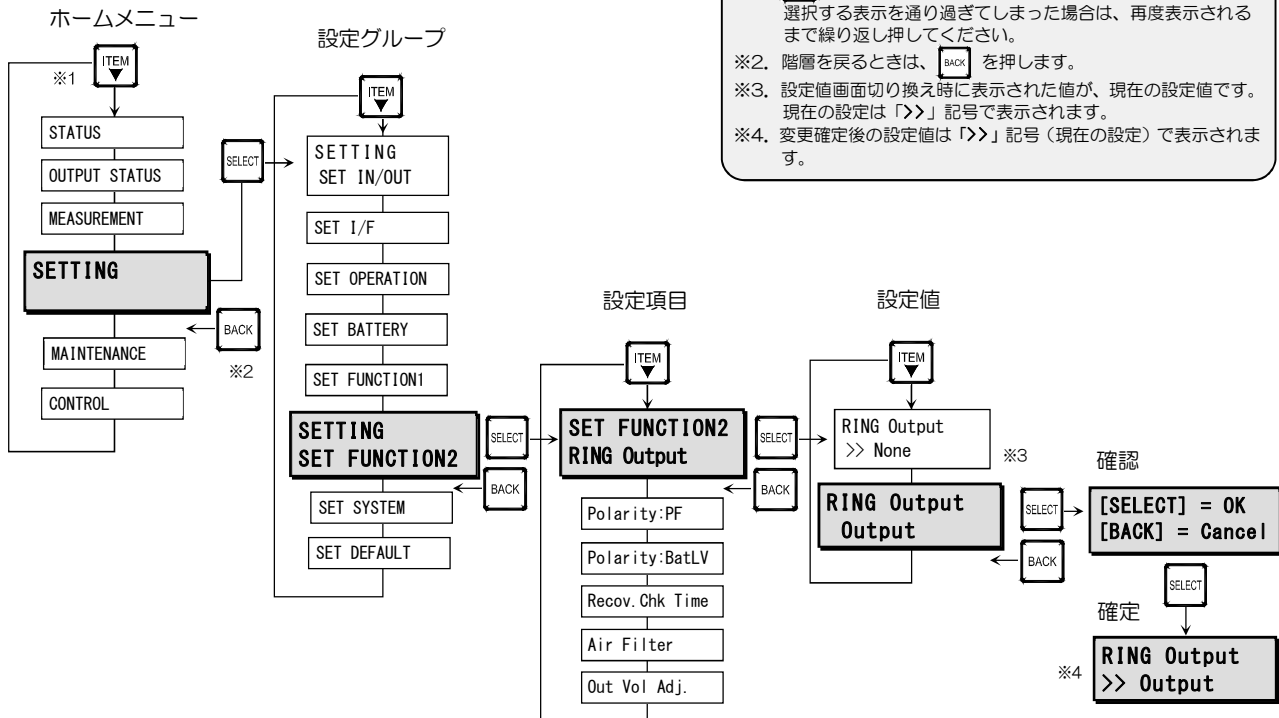 選択する表示を通り過ぎてしまった場合は、再度表示される
まで繰り返し押してください。
※2. 階層を戻るときは、 BACK を押します。
※3. 設定値画面切り換え時に表示された値が、現在の設定値です。
現在の設定は「>>」記号で表示されます。
※4. 変更確定後の設定値は「>>」記号（現在の設定）で表示されま
す。
ホームメニュー
ITEM
※1
STATUS
OUTPUT STATUS
MEASUREMENT
SETTING
MAINTENANCE
CONTROL
SELECT
BACK
※2
設定グループ
ITEM
SETTING
SET IN/OUT
SET I/F
SET OPERATION
SET BATTERY
SET FUNCTION1
SETTING
SET FUNCTION2
SET SYSTEM
SET DEFAULT
SELECT
BACK
設定項目
ITEM
SET FUNCTION2
RING Output
Polarity:PF
Polarity:BatLV
Recov.Chk Time
Air Filter
Out Vol Adj.
SELECT
BACK
設定値
ITEM
RING Output
>> None
※3
RING Output
Output
SELECT
BACK
確認
[SELECT] = OK
[BACK] = Cancel
SELECT
確定
※4
RING Output
>> Output